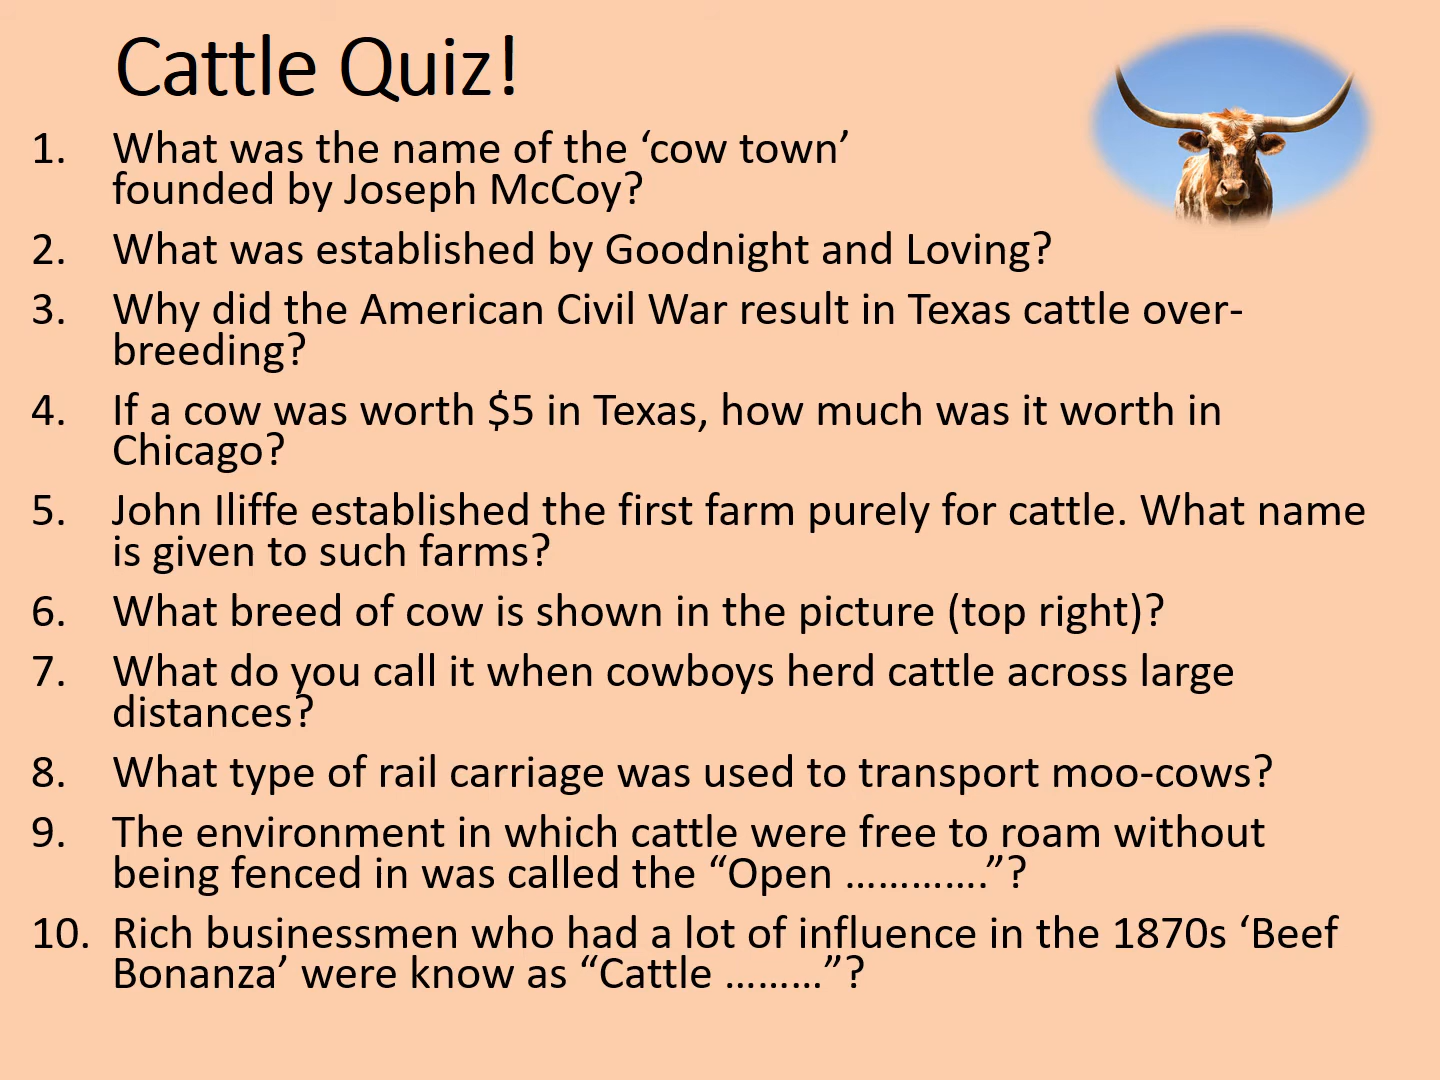 Cattle Quiz!
1. What was the name of the ‘cow town’
founded by Joseph McCoy?
2. What was established by Goodnight and Loving?
3. Why did the American Civil War result in Texas cattle over-
breeding?
4. If a cow was worth $5 in Texas, how much was it worth in
Chicago?
5. John Iliffe established the first farm purely for cattle. What name
is given to such farms?
6. What breed of cow is shown in the picture (top right)?
7. What do you call it when cowboys herd cattle across large
distances?
8. What type of rail carriage was used to transport moo-cows?
9. The environment in which cattle were free to roam without
being fenced in was called the “Open ………….”?
10. Rich businessmen who had a lot of influence in the 1870s ‘Beef
Bonanza’ were know as “Cattle ………”?